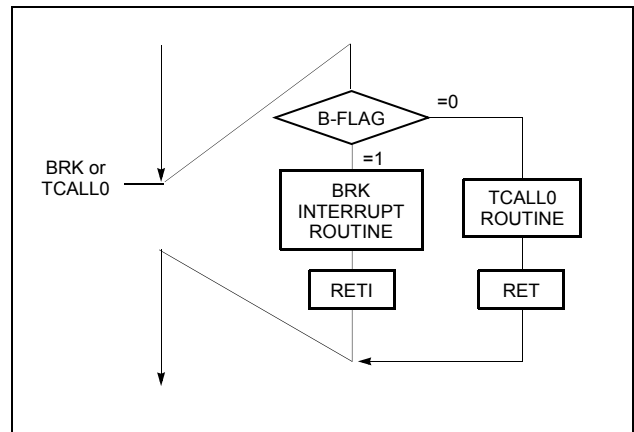 =0
B-FLAG
=1
BRK or
TCALL0
BRK
INTERRUPT
ROUTINE
TCALL0
ROUTINE
RETI
RET